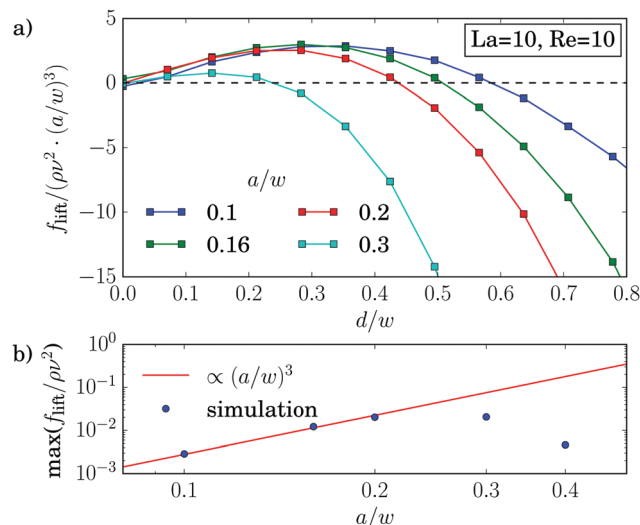 a)
La=10, Re=10
f_lift/(ρν² · (a/w)³)
5
0
−5
−10
−15
a/w
0.1
0.2
0.16
0.3
0.0 0.1 0.2 0.3 0.4 0.5 0.6 0.7 0.8
d/w
b)
max(f_lift/ρν²)
10⁰
10⁻¹
10⁻²
10⁻³
∝ (a/w)³
simulation
0.1 0.2 0.3 0.4
a/w